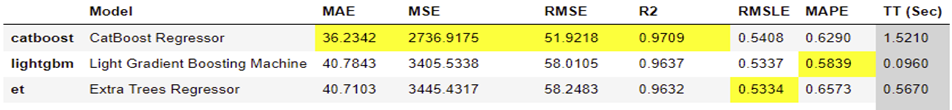 Model MAE MSE RMSE R2 RMSLE MAPE TT (Sec)
catboost CatBoost Regressor 36.2342 2736.9175 51.9218 0.9709 0.5408 0.6290 1.5210
lightgbm Light Gradient Boosting Machine 40.7843 3405.5338 58.0105 0.9637 0.5337 0.5839 0.0960
et Extra Trees Regressor 40.7103 3445.4317 58.2483 0.9632 0.5334 0.6573 0.5670